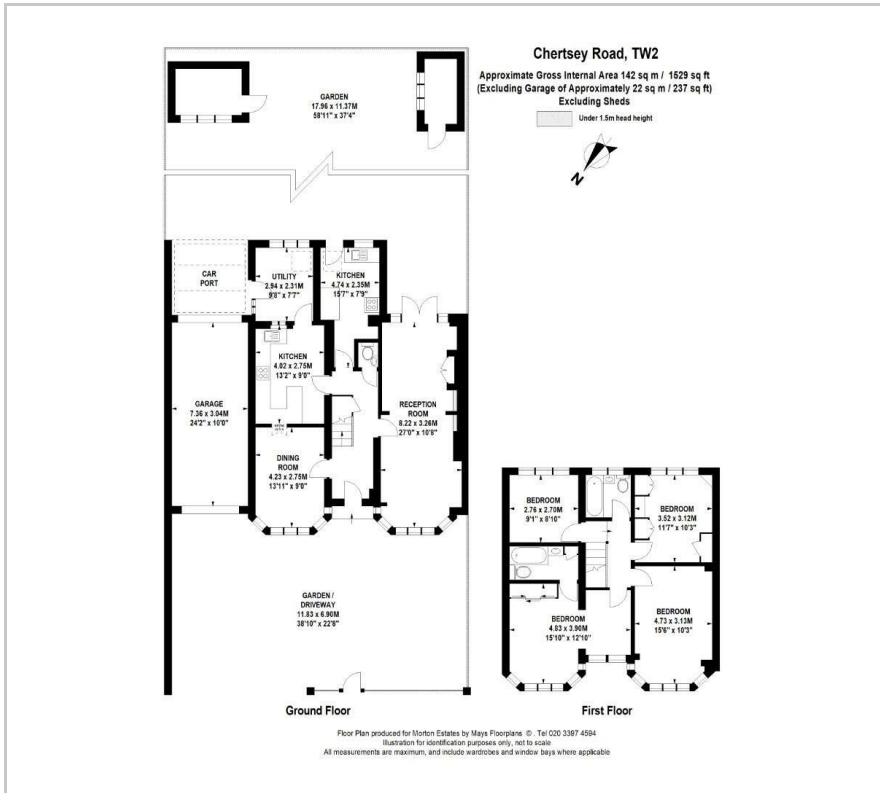 Chertsey Road, TW2
Approximate Gross Internal Area 142 sq m / 1529 sq ft
(Excluding Garage of Approximately 22 sq m / 237 sq ft)
Excluding Sheds
Under 1.5m head height
N
GARDEN
17.96 x 11.37M
58'11" x 37'4"
CAR
PORT
UTILITY
2.94 x 2.31M
9'8" x 7'7"
KITCHEN
4.74 x 2.35M
15'7" x 7'9"
KITCHEN
4.02 x 2.75M
13'2" x 9'0"
GARAGE
7.36 x 3.04M
24'2" x 10'0"
RECEPTION
ROOM
8.22 x 3.26M
27'0" x 10'8"
DINING
ROOM
4.23 x 2.75M
13'11" x 9'0"
GARDEN /
DRIVEWAY
11.83 x 6.90M
38'10" x 22'8"
Ground Floor
BEDROOM
2.76 x 2.70M
9'1" x 8'10"
BEDROOM
3.52 x 3.12M
11'7" x 10'3"
BEDROOM
4.83 x 3.90M
15'10" x 12'10"
BEDROOM
4.73 x 3.13M
15'6" x 10'3"
First Floor
Floor Plan produced for Morton Estates by Mays Floorplans © . Tel 020 3397 4594
Illustration for identification purposes only, not to scale
All measurements are maximum, and include wardrobes and window bays where applicable